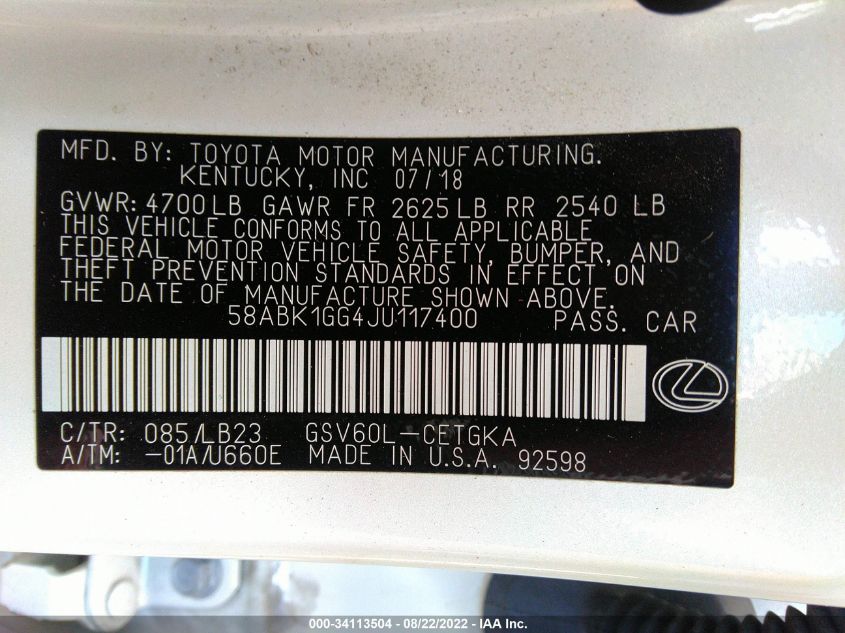 MFD. BY: TOYOTA MOTOR MANUFACTURING.
KENTUCKY, INC 07/18
GVWR: 4700 LB GAWR FR 2625 LB RR 2540 LB
THIS VEHICLE CONFORMS TO ALL APPLICABLE
FEDERAL MOTOR VEHICLE SAFETY, BUMPER, AND
THEFT PREVENTION STANDARDS IN EFFECT ON
THE DATE OF MANUFACTURE SHOWN ABOVE.
58ABK1GG4JU117400 PASS. CAR
C/TR: 085/LB23 GSV60L-CETGKA
A/TM: -01A/U660E MADE IN U.S.A. 92598
000-34113504 / 08/22/2022 - © IAA Inc.